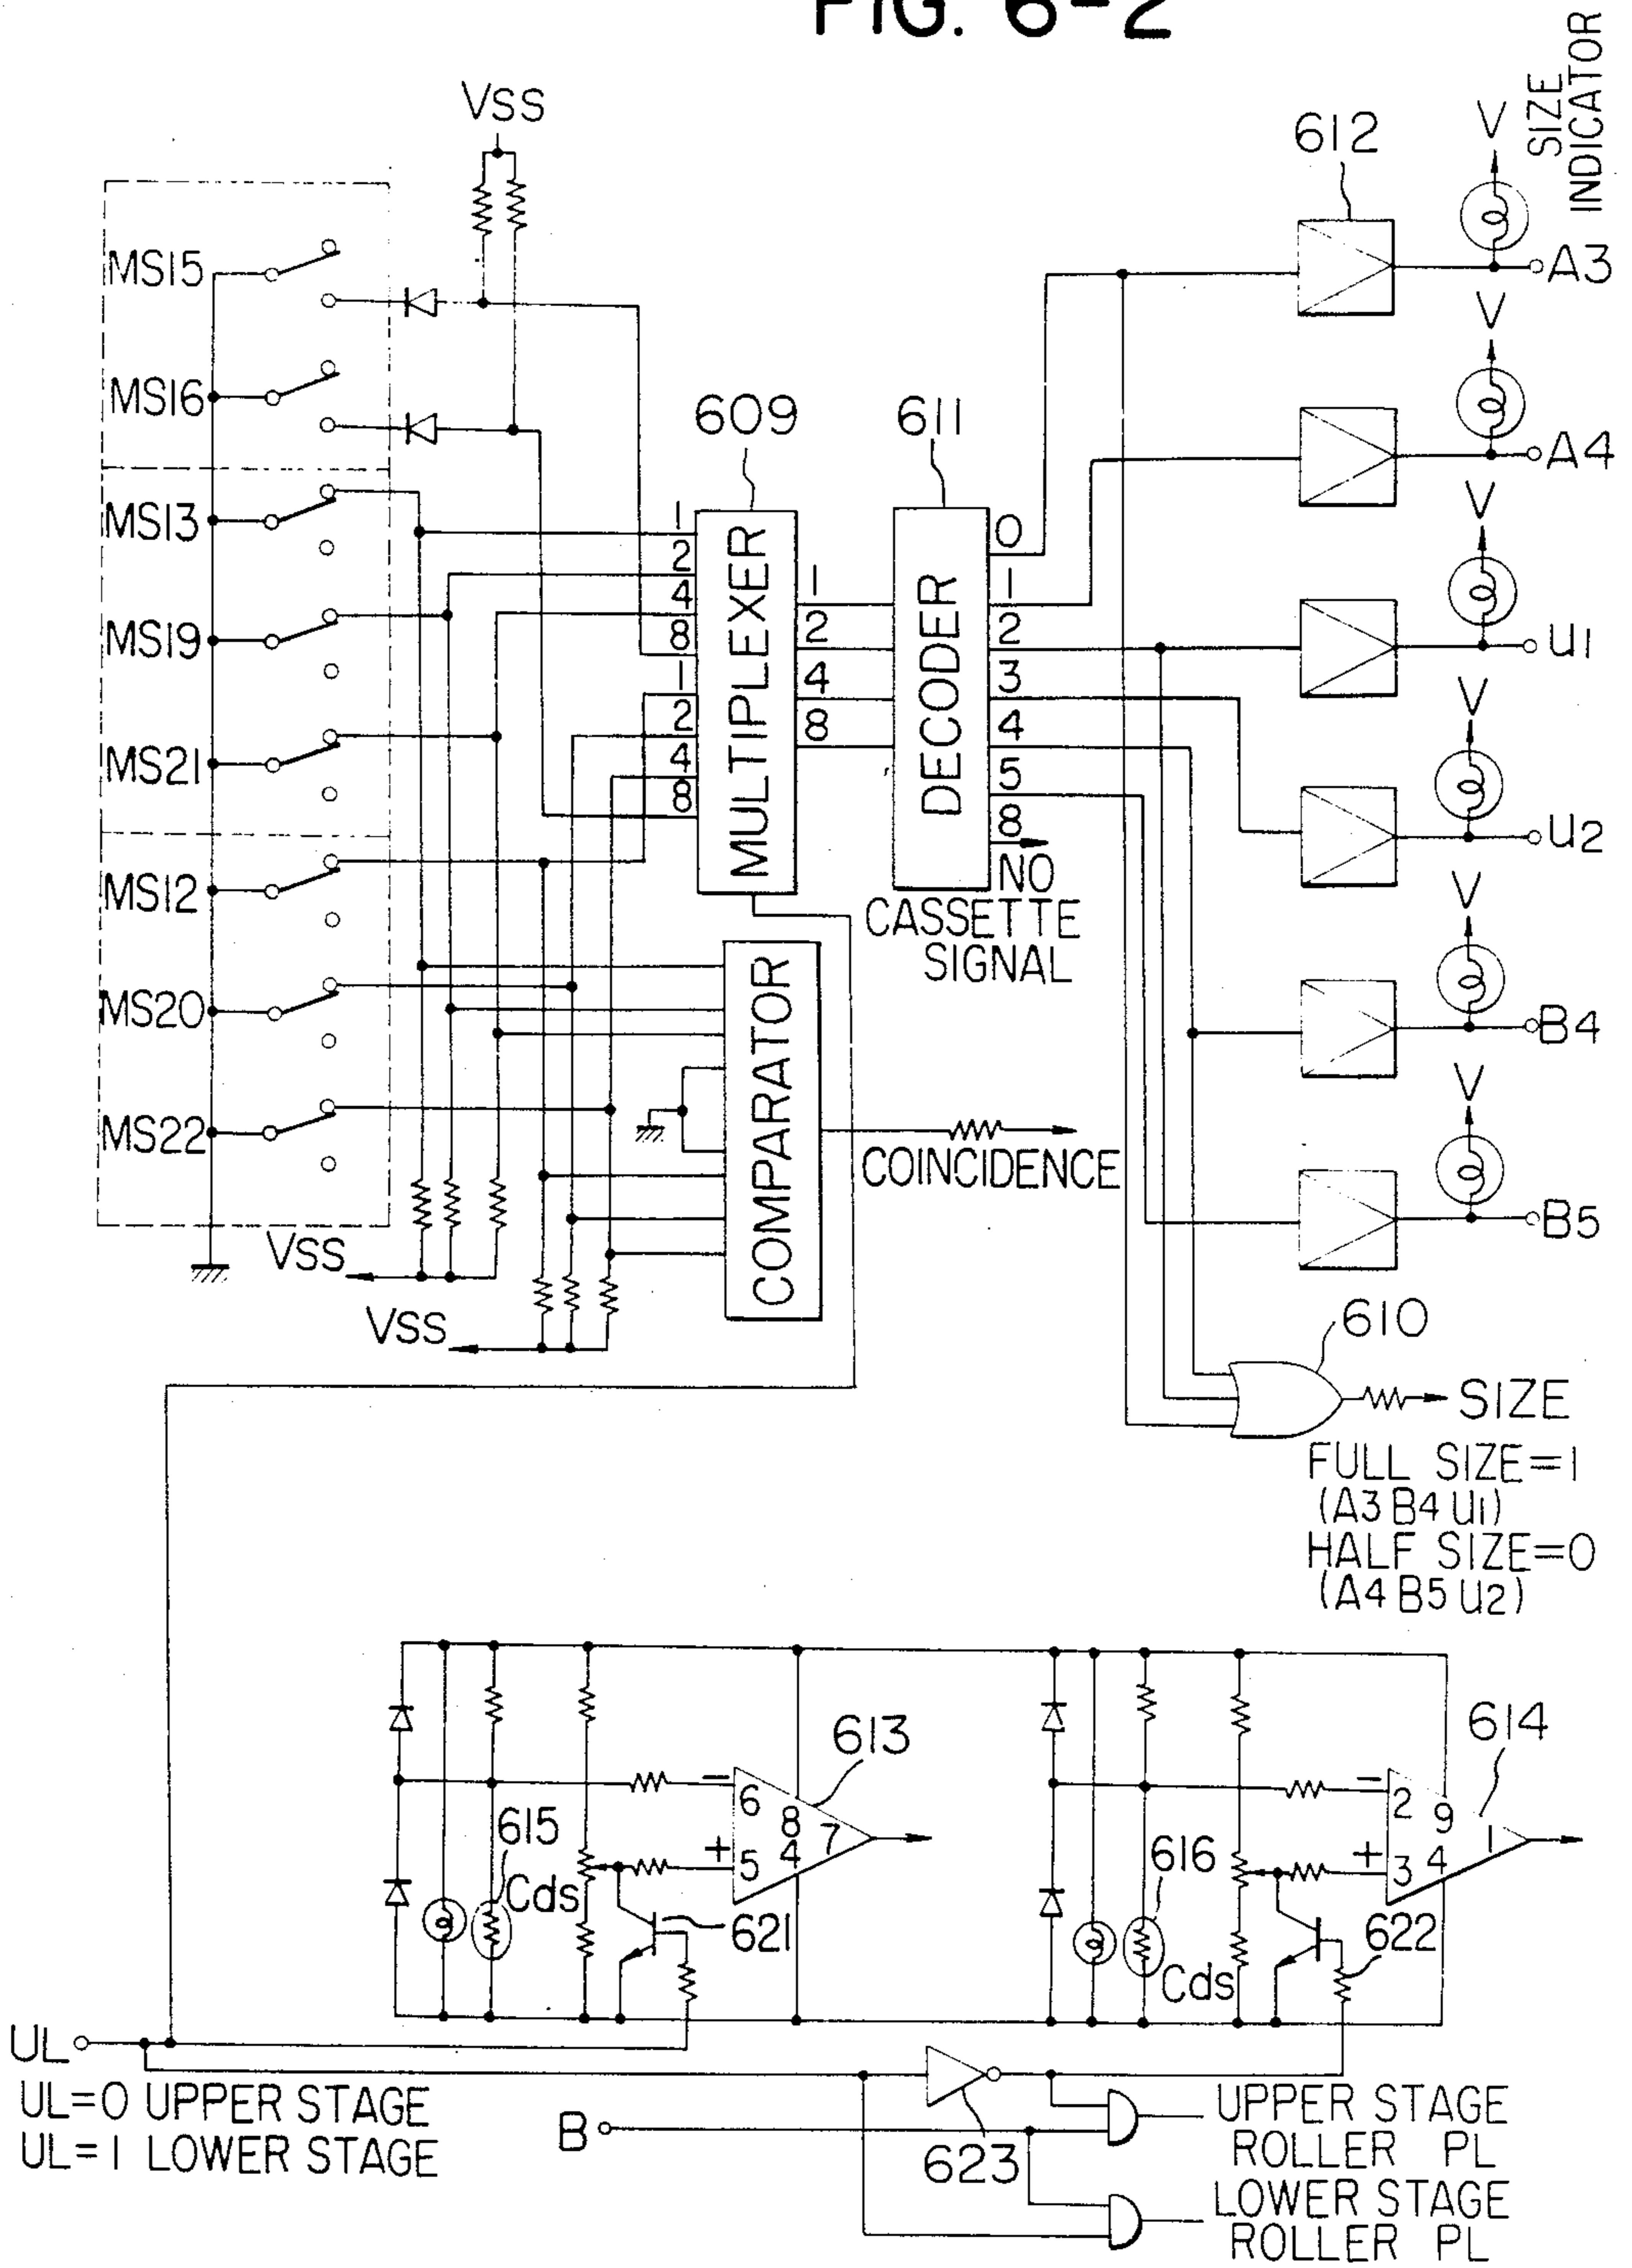 FIG. 6-2
VSS
612
V
SIZE
INDICATOR
MS15
A3
V
MS16
609
611
A4
V
MS13
1
2
4
8
1
2
4
8
MULTIPLEXER
1
2
4
8
DECODER
0
1
2
3
4
5
8
MS19
U1
V
MS21
U2
V
MS12
NO
CASSETTE
SIGNAL
MS20
COMPARATOR
B4
V
MS22
COINCIDENCE
B5
VSS
VSS
610
SIZE
FULL SIZE=1
(A3 B4 U1)
HALF SIZE=0
(A4 B5 U2)
613
614
−
6
8
7
+
5
4
−
2
9
1
+
3
4
615
Cds
616
Cds
621
622
UL
UL=0 UPPER STAGE
UL=1 LOWER STAGE
B
623
UPPER STAGE
ROLLER PL
LOWER STAGE
ROLLER PL